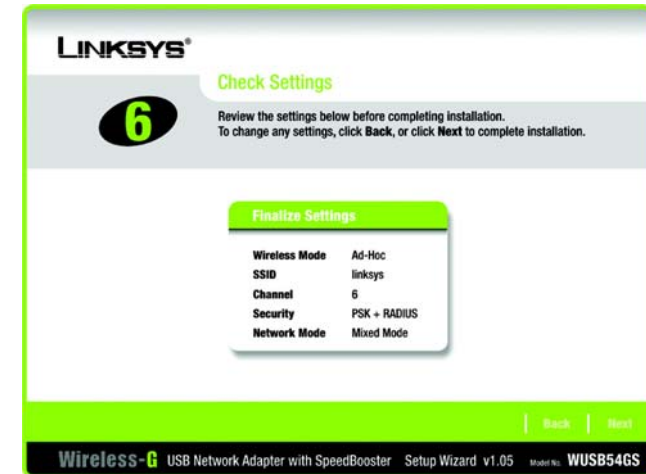 LINKSYS®
Check Settings
6
Review the settings below before completing installation.
To change any settings, click Back, or click Next to complete installation.
Finalize Settings
Wireless Mode Ad-Hoc
SSID linksys
Channel 6
Security PSK + RADIUS
Network Mode Mixed Mode
Back Next
Wireless-G USB Network Adapter with SpeedBooster Setup Wizard v1.05 Model No. WUSB54GS